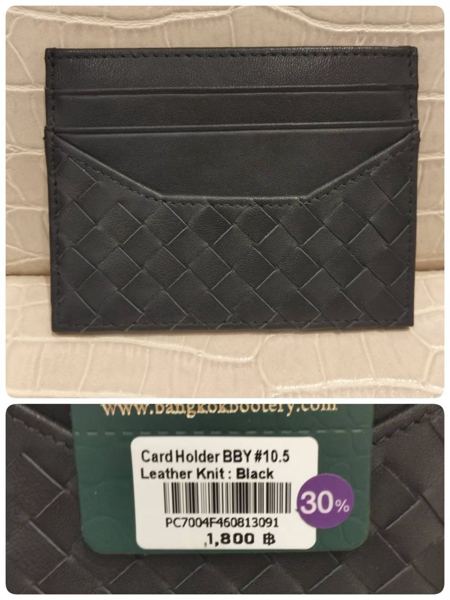 www.bangkokbootery.com
Card Holder BBY #10.5
Leather Knit : Black
30%
PC7004F460813091
1,800 ฿